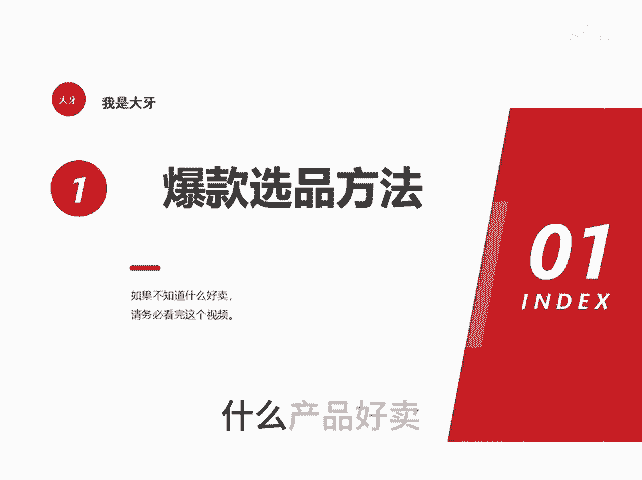 大牙
我是大牙
1
爆款选品方法
01
INDEX
如果不知道什么好卖，
请务必看完这个视频。
什么产品好卖